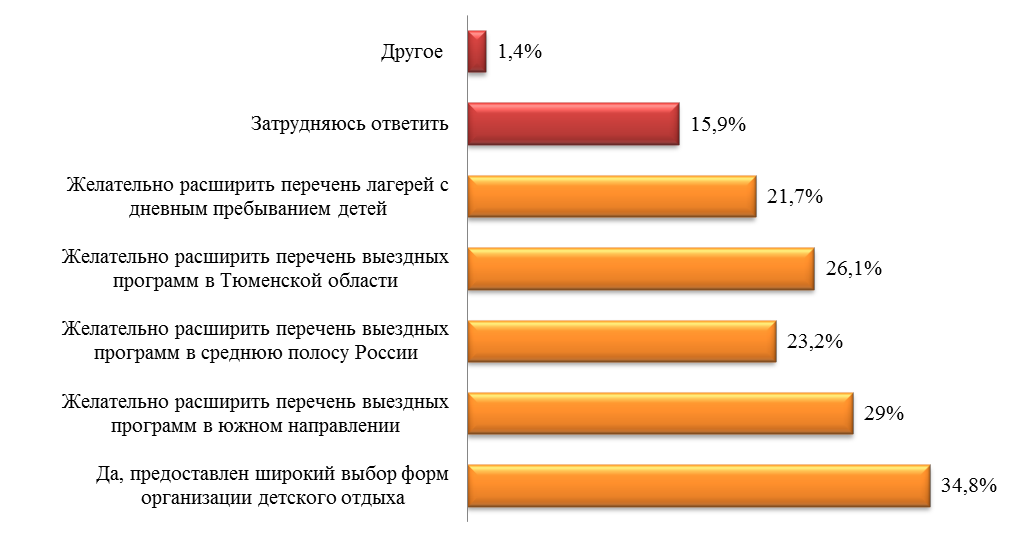 Другое
1,4%
Затрудняюсь ответить
15,9%
Желательно расширить перечень лагерей с
дневным пребыванием детей
21,7%
Желательно расширить перечень выездных
программ в Тюменской области
26,1%
Желательно расширить перечень выездных
программ в среднюю полосу России
23,2%
Желательно расширить перечень выездных
программ в южном направлении
29%
Да, предоставлен широкий выбор форм
организации детского отдыха
34,8%